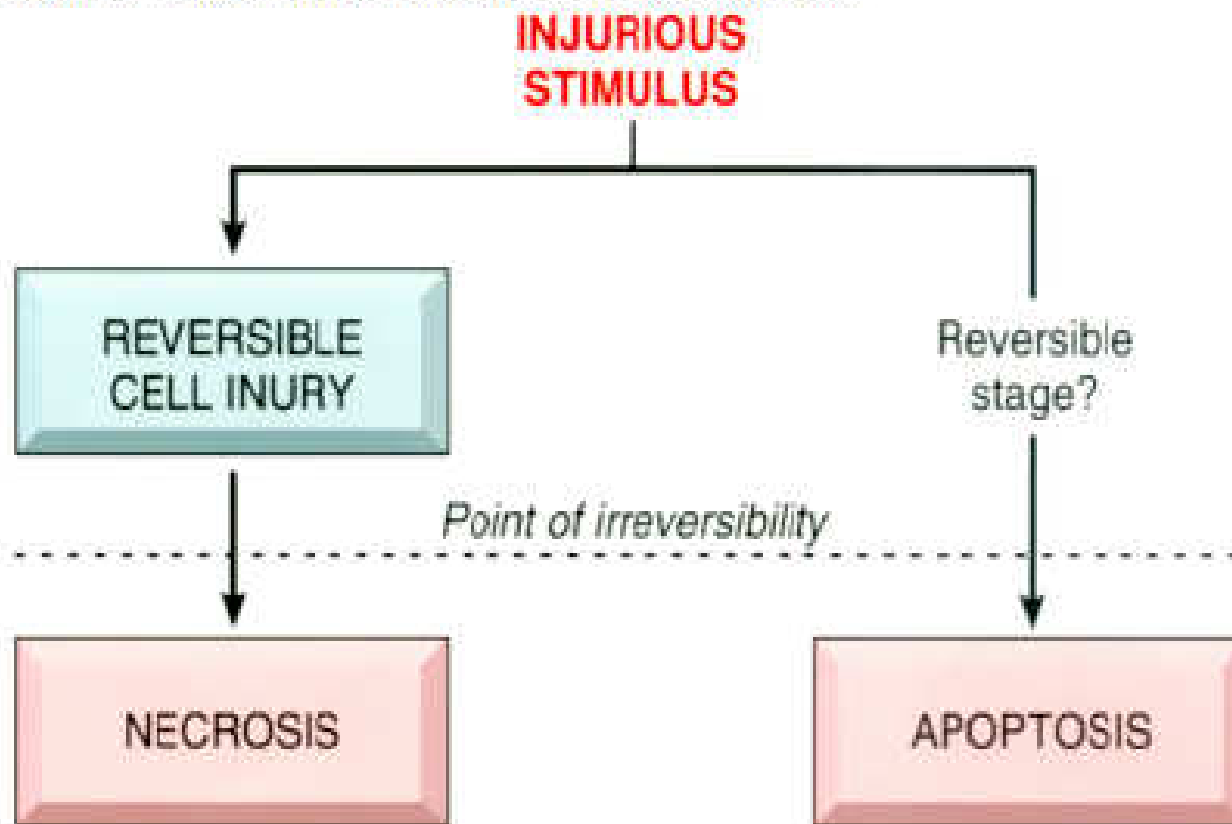 INJURIOUS
STIMULUS
REVERSIBLE
CELL INURY
Reversible
stage?
Point of irreversibility
NECROSIS
APOPTOSIS